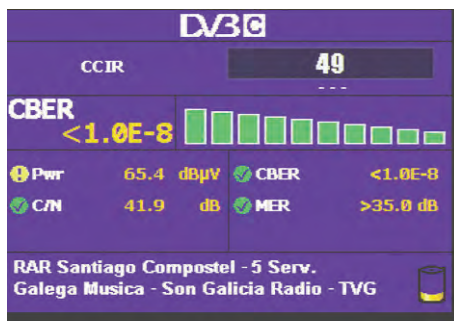 DVB C
CCIR 49
---
CBER
<1.0E-8
Pwr 65.4 dBµV CBER <1.0E-8
C/N 41.9 dB MER >35.0 dB
RAR Santiago Compostel - 5 Serv.
Galega Musica - Son Galicia Radio - TVG